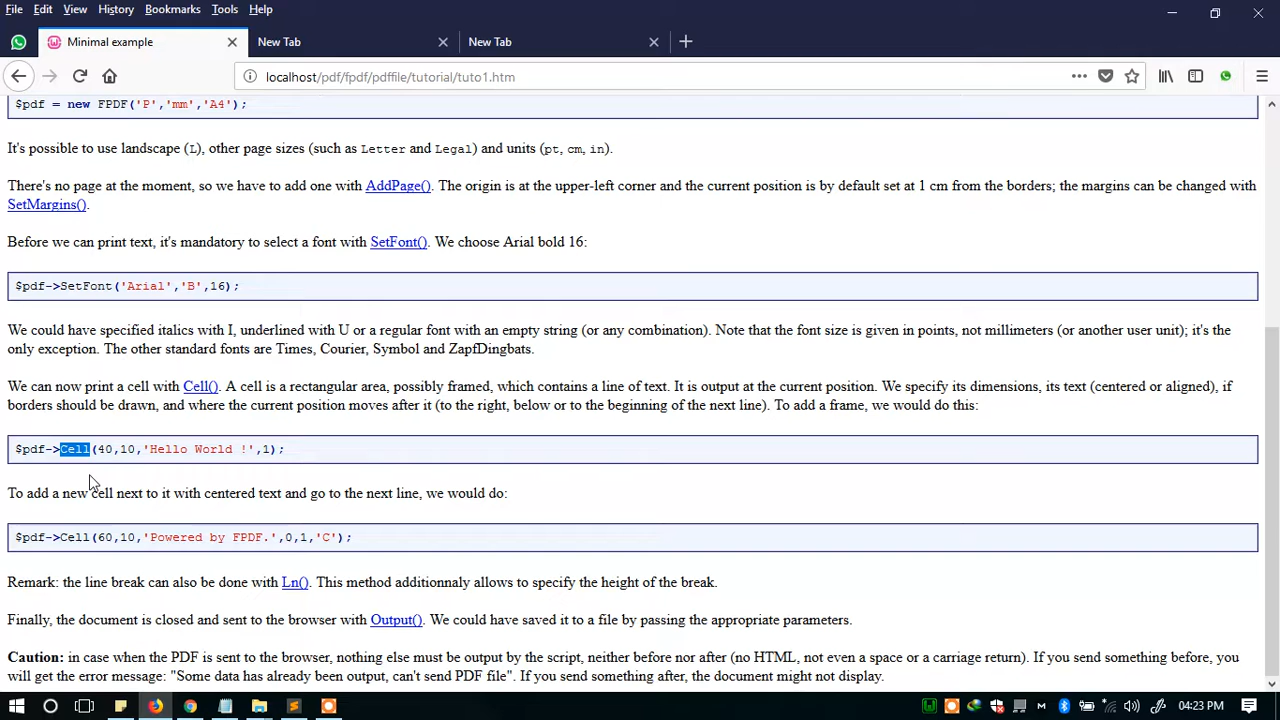 File Edit View History Bookmarks Tools Help
Minimal example New Tab New Tab
localhost/pdf/fpdf/pdffile/tutorial/tuto1.htm
$pdf = new FPDF('P','mm','A4');
It's possible to use landscape (L), other page sizes (such as Letter and Legal) and units (pt, cm, in).
There's no page at the moment, so we have to add one with AddPage(). The origin is at the upper-left corner and the current position is by default set at 1 cm from the borders; the margins can be changed with
SetMargins().
Before we can print text, it's mandatory to select a font with SetFont(). We choose Arial bold 16:
$pdf->SetFont('Arial','B',16);
We could have specified italics with I, underlined with U or a regular font with an empty string (or any combination). Note that the font size is given in points, not millimeters (or another user unit); it's the
only exception. The other standard fonts are Times, Courier, Symbol and ZapfDingbats.
We can now print a cell with Cell(). A cell is a rectangular area, possibly framed, which contains a line of text. It is output at the current position. We specify its dimensions, its text (centered or aligned), if
borders should be drawn, and where the current position moves after it (to the right, below or to the beginning of the next line). To add a frame, we would do this:
$pdf->Cell(40,10,'Hello World !',1);
To add a new cell next to it with centered text and go to the next line, we would do:
$pdf->Cell(60,10,'Powered by FPDF.',0,1,'C');
Remark: the line break can also be done with Ln(). This method additionnaly allows to specify the height of the break.
Finally, the document is closed and sent to the browser with Output(). We could have saved it to a file by passing the appropriate parameters.
Caution: in case when the PDF is sent to the browser, nothing else must be output by the script, neither before nor after (no HTML, not even a space or a carriage return). If you send something before, you
will get the error message: "Some data has already been output, can't send PDF file". If you send something after, the document might not display.
04:23 PM